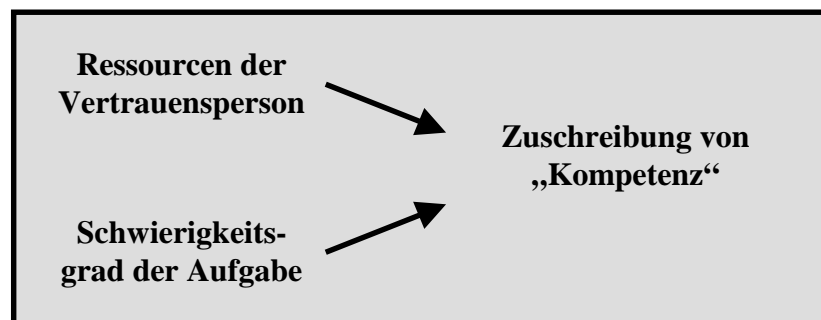 Ressourcen der
Vertrauensperson
Zuschreibung von
„Kompetenz“
Schwierigkeits-
grad der Aufgabe